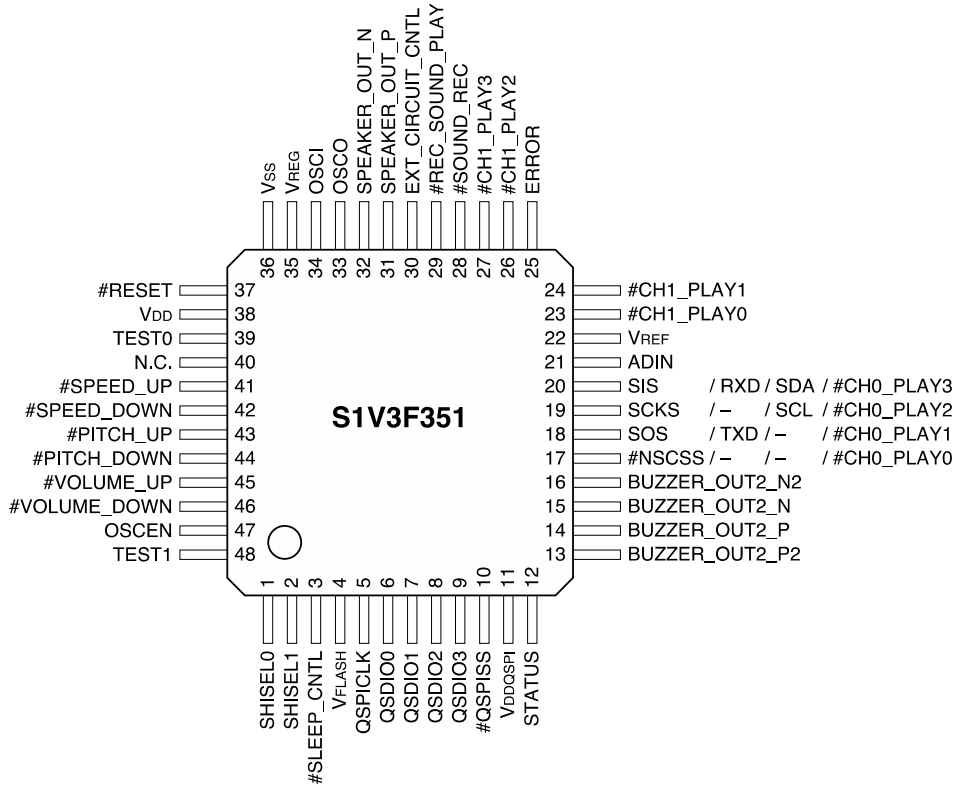 VSS
VREG
OSCI
OSCO
SPEAKER_OUT_N
SPEAKER_OUT_P
EXT_CIRCUIT_CNTL
#REC_SOUND_PLAY
#SOUND_REC
#CH1_PLAY3
#CH1_PLAY2
ERROR
36 35 34 33 32 31 30 29 28 27 26 25
#RESET 37
VDD 38
TEST0 39
N.C. 40
#SPEED_UP 41
#SPEED_DOWN 42
#PITCH_UP 43
#PITCH_DOWN 44
#VOLUME_UP 45
#VOLUME_DOWN 46
OSCEN 47
TEST1 48
S1V3F351
24 #CH1_PLAY1
23 #CH1_PLAY0
22 VREF
21 ADIN
20 SIS / RXD / SDA / #CH0_PLAY3
19 SCKS / – / SCL / #CH0_PLAY2
18 SOS / TXD / – / #CH0_PLAY1
17 #NSCSS / – / – / #CH0_PLAY0
16 BUZZER_OUT2_N2
15 BUZZER_OUT2_N
14 BUZZER_OUT2_P
13 BUZZER_OUT2_P2
1 2 3 4 5 6 7 8 9 10 11 12
SHISEL0
SHISEL1
#SLEEP_CNTL
VFLASH
QSPICLK
QSDIO0
QSDIO1
QSDIO2
QSDIO3
#QSPISS
VDDQSPI
STATUS